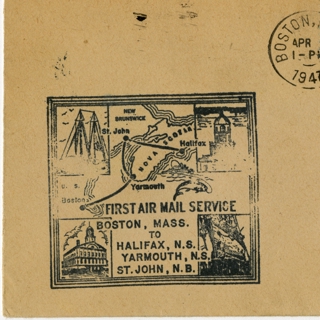 BOSTON,
APR
1-PM
194
NEW
BRUNSWICK
St. John
Halifax
NOVA SCOTIA
Yarmouth
U. S.
Boston
FIRST AIR MAIL SERVICE
BOSTON, MASS.
TO
HALIFAX, N.S.
YARMOUTH, N.S.
ST. JOHN, N.B.